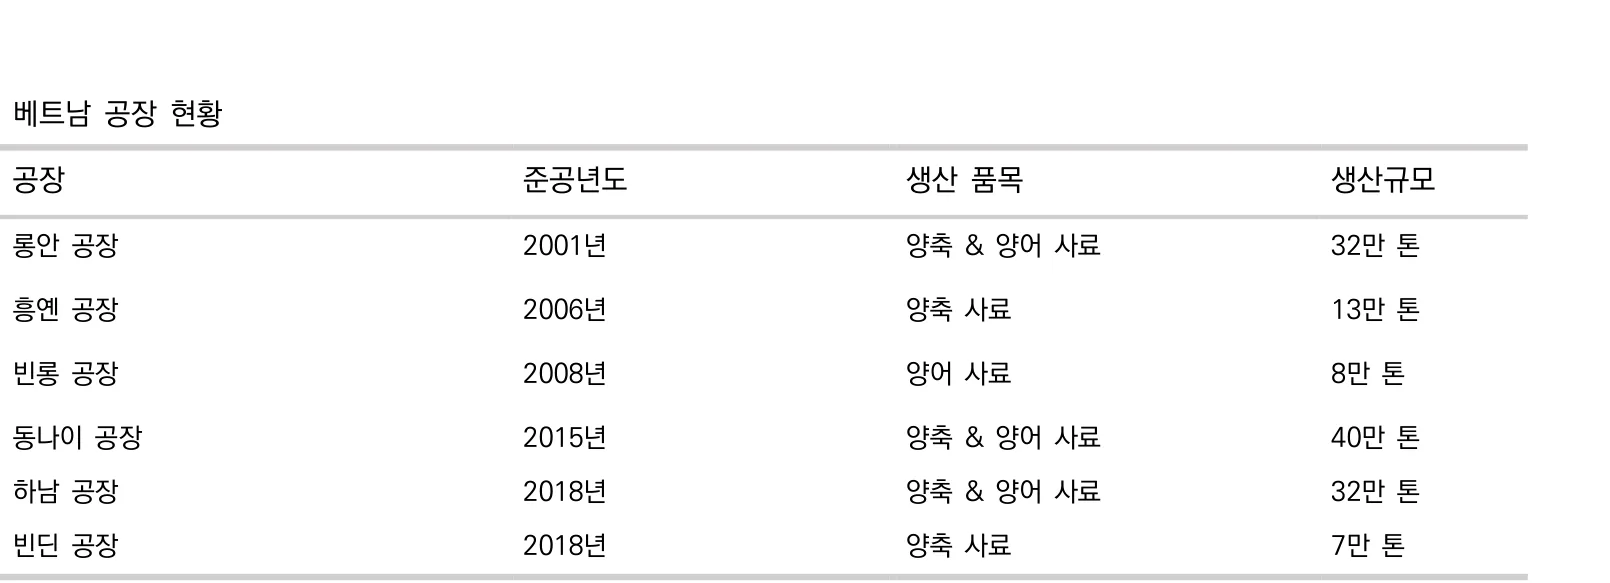 베트남 공장 현황
공장 준공년도 생산 품목 생산규모
롱안 공장 2001년 양축 & 양어 사료 32만 톤
흥옌 공장 2006년 양축 사료 13만 톤
빈롱 공장 2008년 양어 사료 8만 톤
동나이 공장 2015년 양축 & 양어 사료 40만 톤
하남 공장 2018년 양축 & 양어 사료 32만 톤
빈딘 공장 2018년 양축 사료 7만 톤